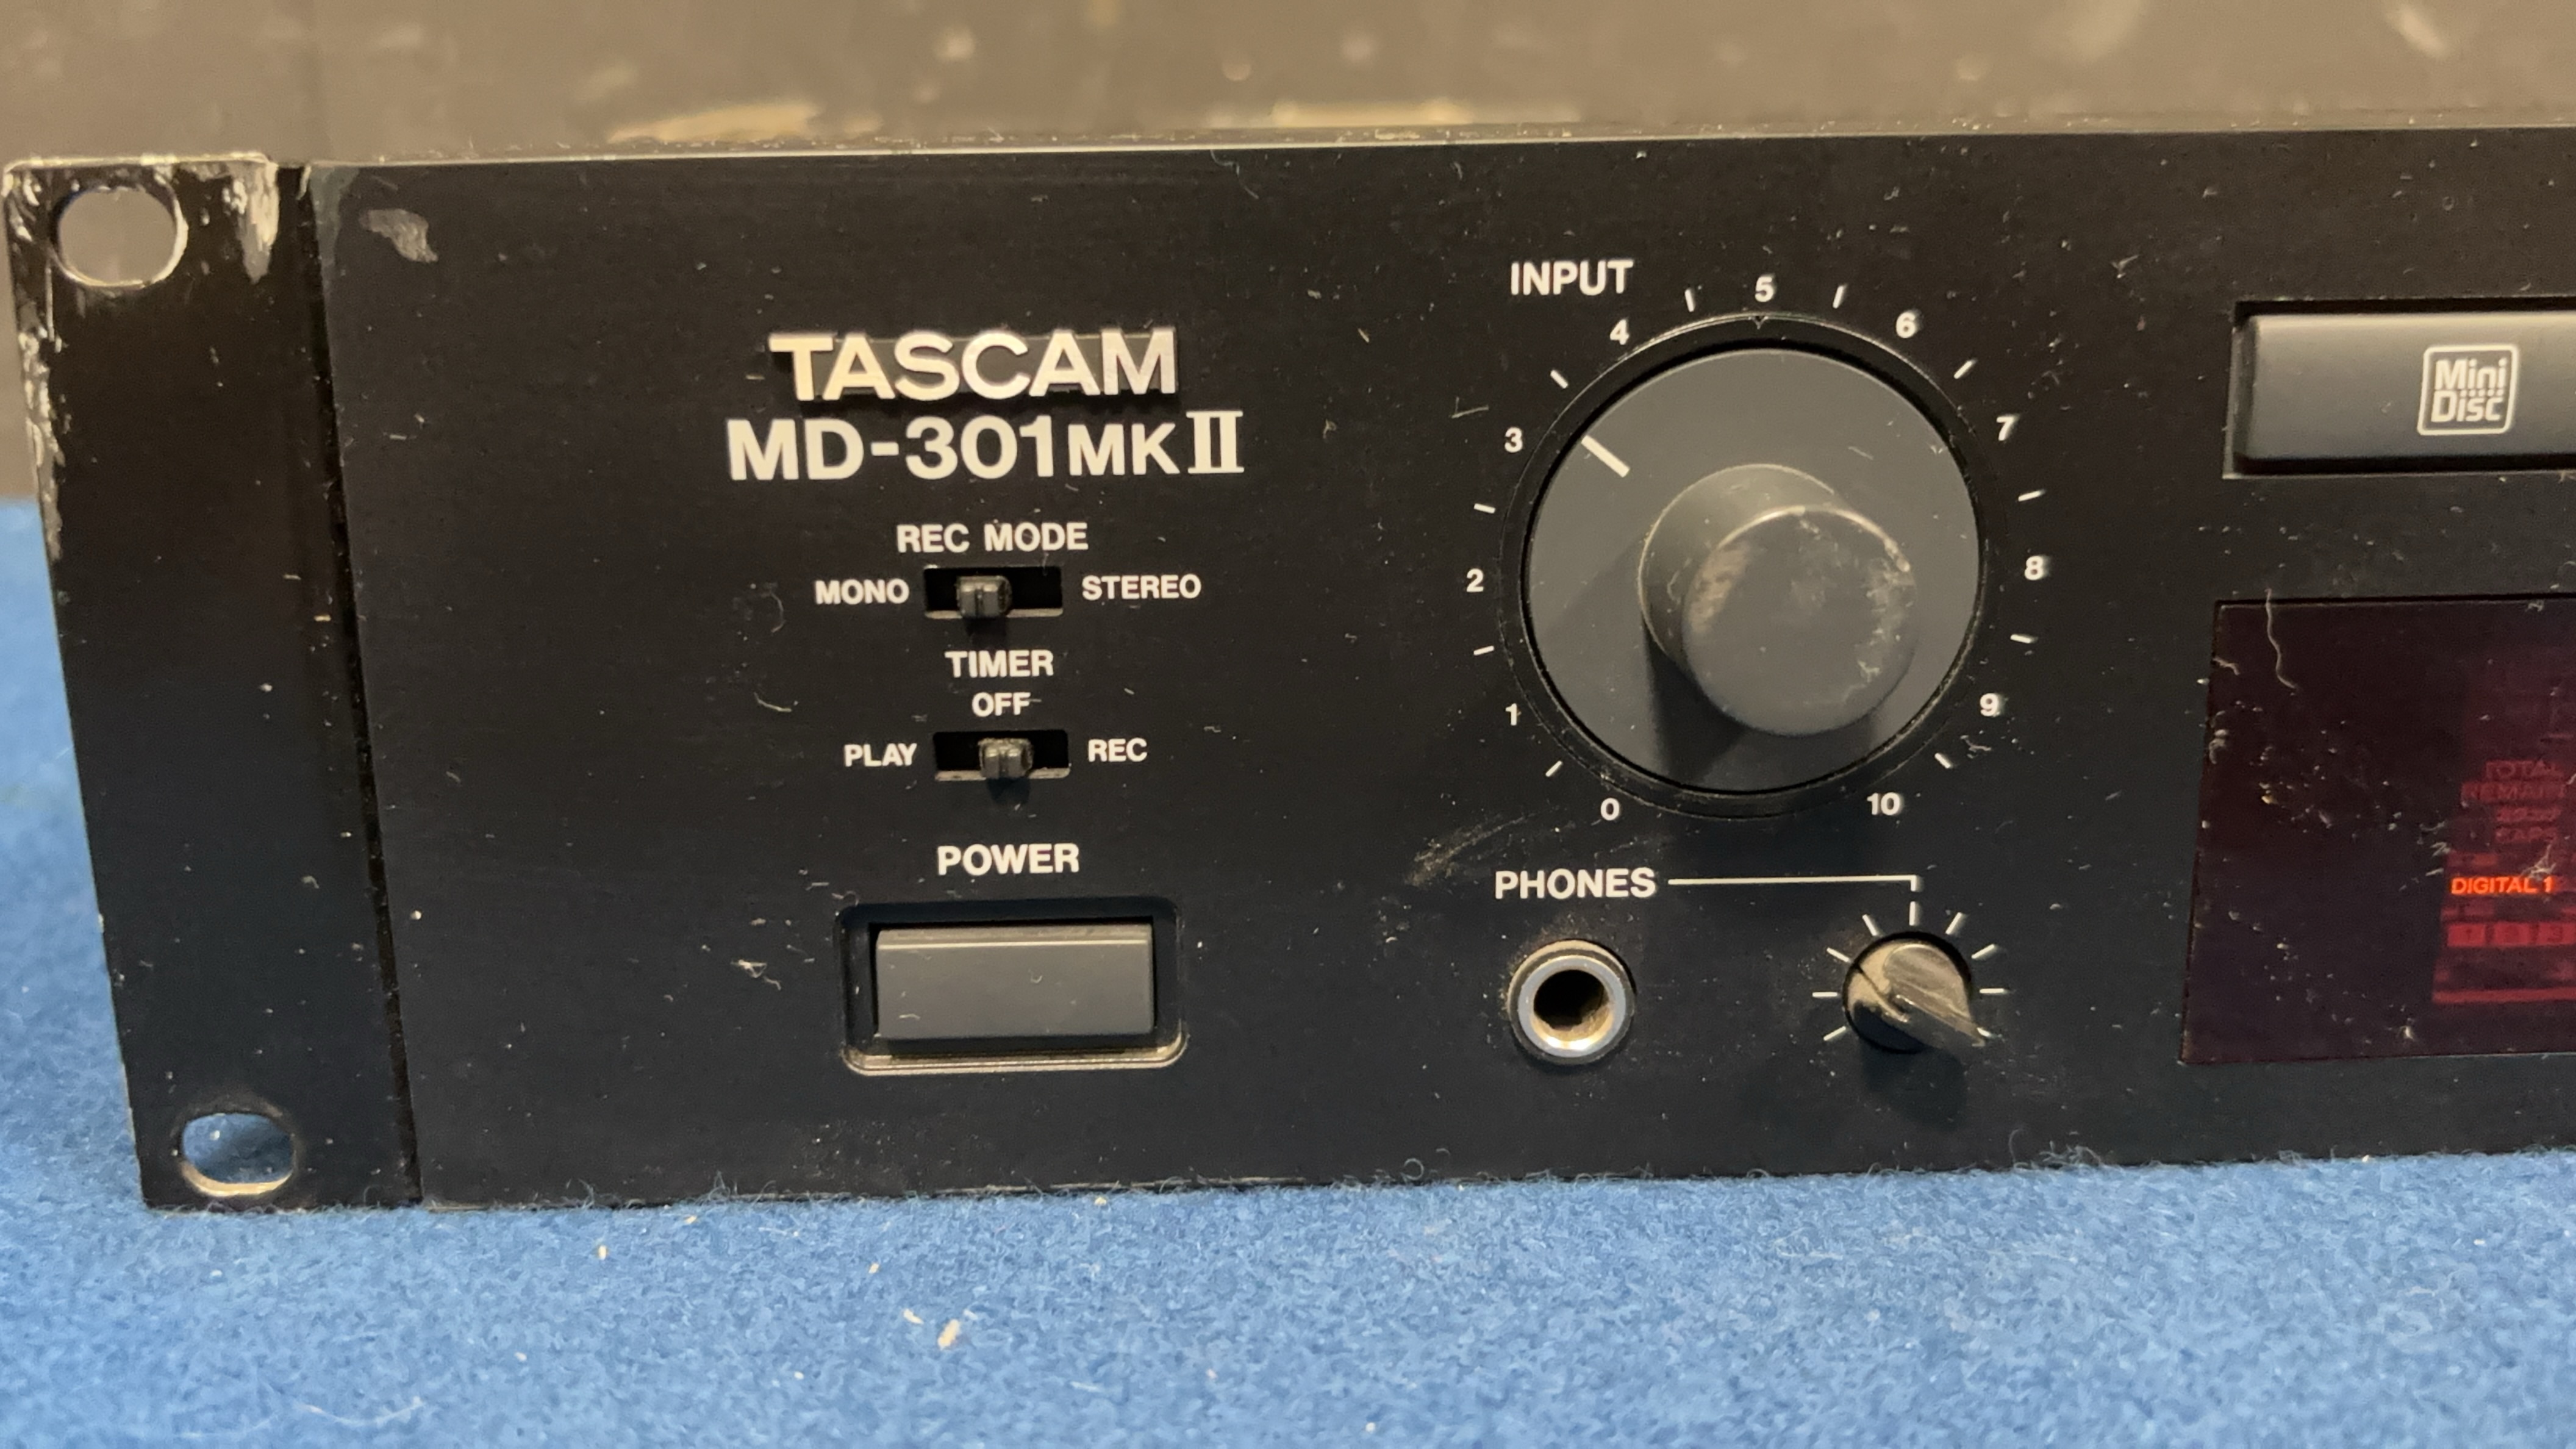 TASCAM
MD-301MKII
REC MODE
MONO STEREO
TIMER
OFF
PLAY REC
POWER
INPUT
0 1 2 3 4 5 6 7 8 9 10
PHONES
Mini
Disc
TOTAL
DIGITAL 1